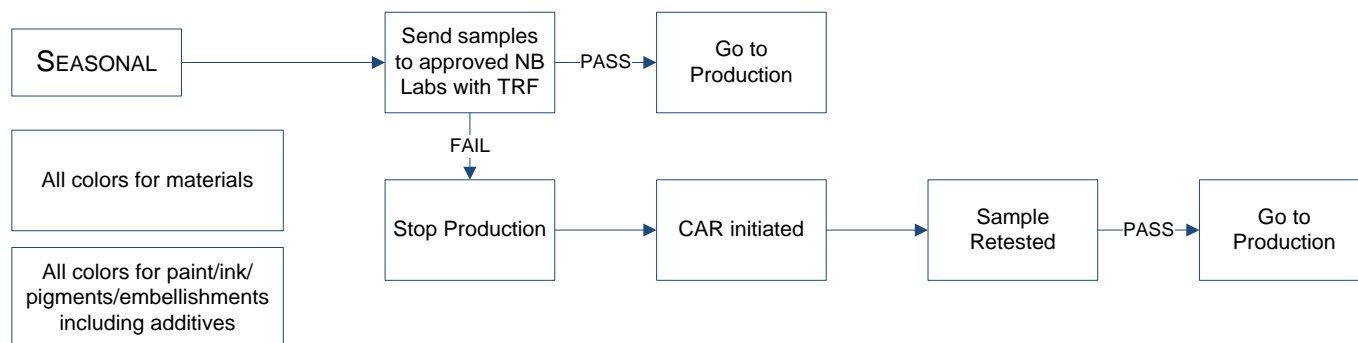 SEASONAL
Send samples
to approved NB
Labs with TRF
PASS
Go to
Production
All colors for materials
FAIL
Stop Production
CAR initiated
Sample
Retested
PASS
Go to
Production
All colors for paint/ink/
pigments/embellishments
including additives